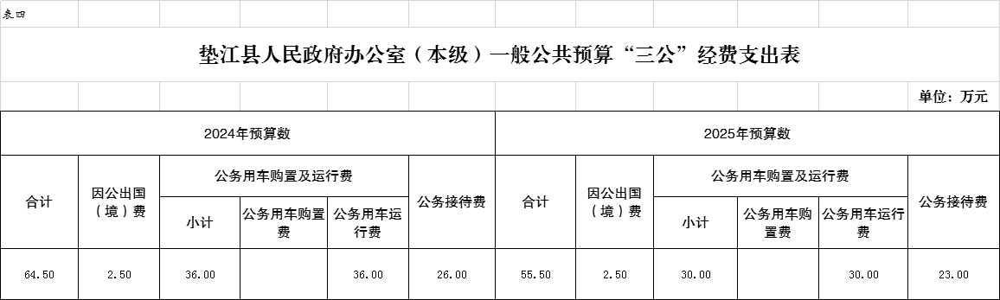 表四
垫江县人民政府办公室（本级）一般公共预算“三公”经费支出表
单位：万元
2024年预算数 2025年预算数
合计 因公出国（境）费 公务用车购置及运行费 公务接待费 合计 因公出国（境）费 公务用车购置及运行费 公务接待费
小计 公务用车购置费 公务用车运行费 小计 公务用车购置费 公务用车运行费
64.50 2.50 36.00 36.00 26.00 55.50 2.50 30.00 30.00 23.00